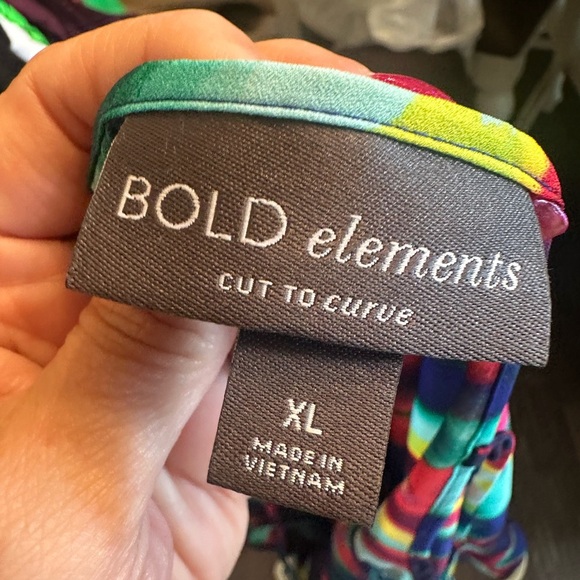 BOLD elements
CUT TO curve
XL
MADE IN
VIETNAM